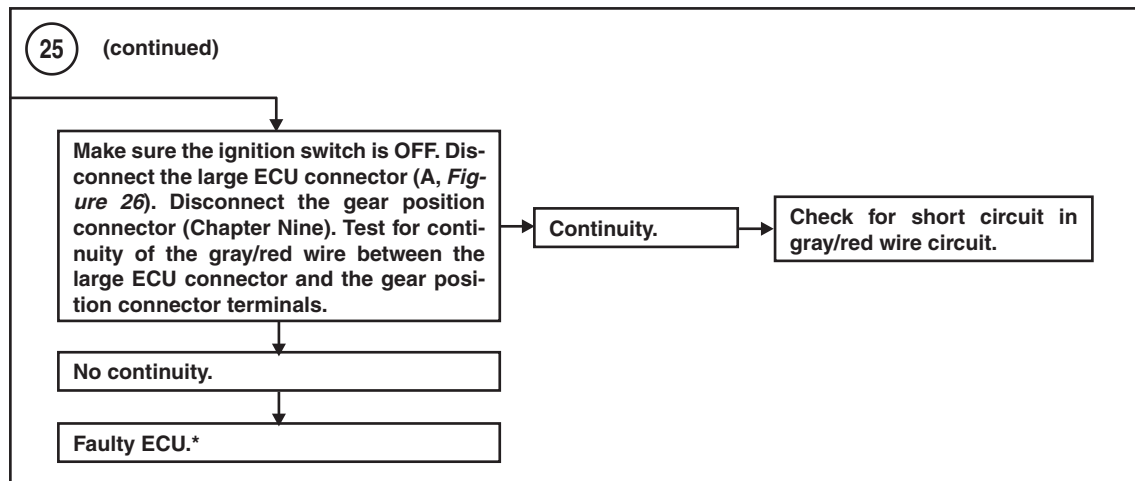 25 (continued)
Make sure the ignition switch is OFF. Dis-
connect the large ECU connector (A, Fig-
ure 26). Disconnect the gear position
connector (Chapter Nine). Test for conti-
nuity of the gray/red wire between the
large ECU connector and the gear posi-
tion connector terminals.
Continuity.
Check for short circuit in
gray/red wire circuit.
No continuity.
Faulty ECU.*